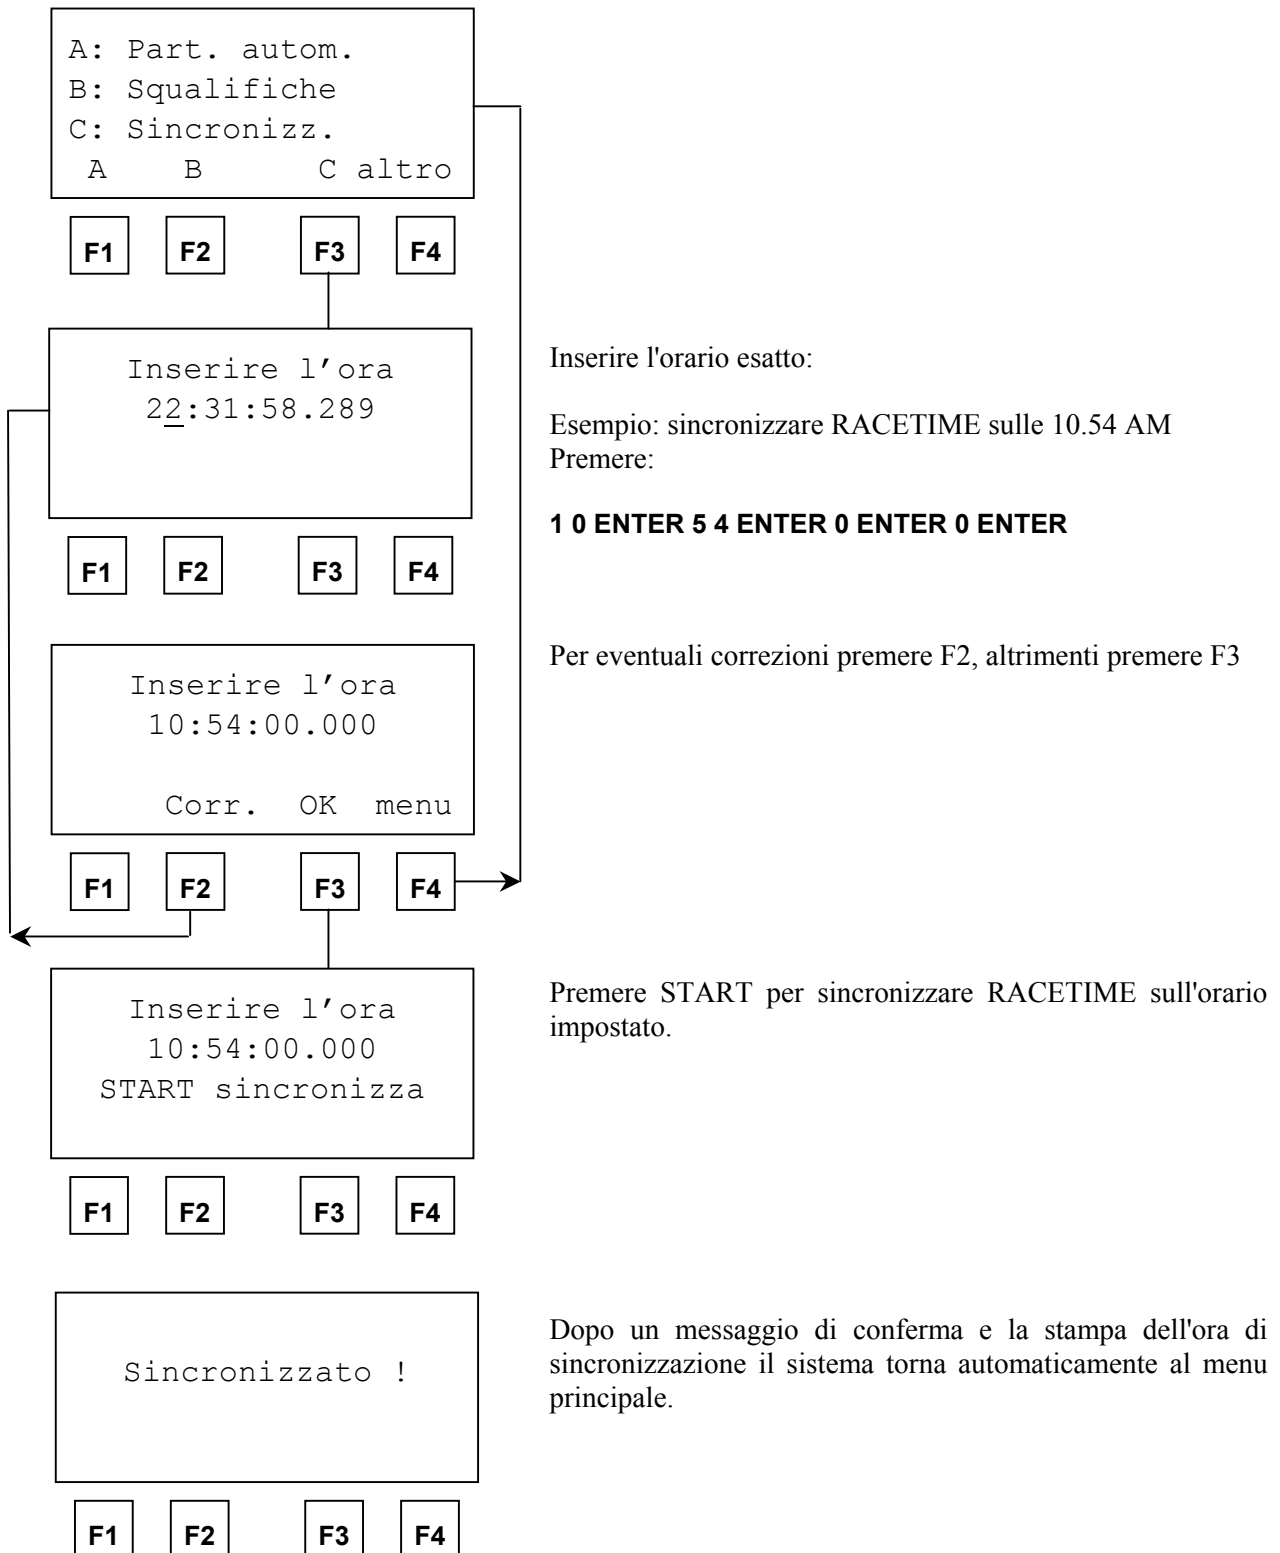 A: Part. autom.
B: Squalifiche
C: Sincronizz.
A B C altro
F1 F2 F3 F4
Inserire l’ora
22:31:58.289
F1 F2 F3 F4
Inserire l'orario esatto:
Esempio: sincronizzare RACETIME sulle 10.54 AM
Premere:
1 0 ENTER 5 4 ENTER 0 ENTER 0 ENTER
Inserire l’ora
10:54:00.000
Corr. OK menu
F1 F2 F3 F4
Per eventuali correzioni premere F2, altrimenti premere F3
Inserire l’ora
10:54:00.000
START sincronizza
F1 F2 F3 F4
Premere START per sincronizzare RACETIME sull'orario
impostato.
Sincronizzato !
F1 F2 F3 F4
Dopo un messaggio di conferma e la stampa dell'ora di
sincronizzazione il sistema torna automaticamente al menu
principale.